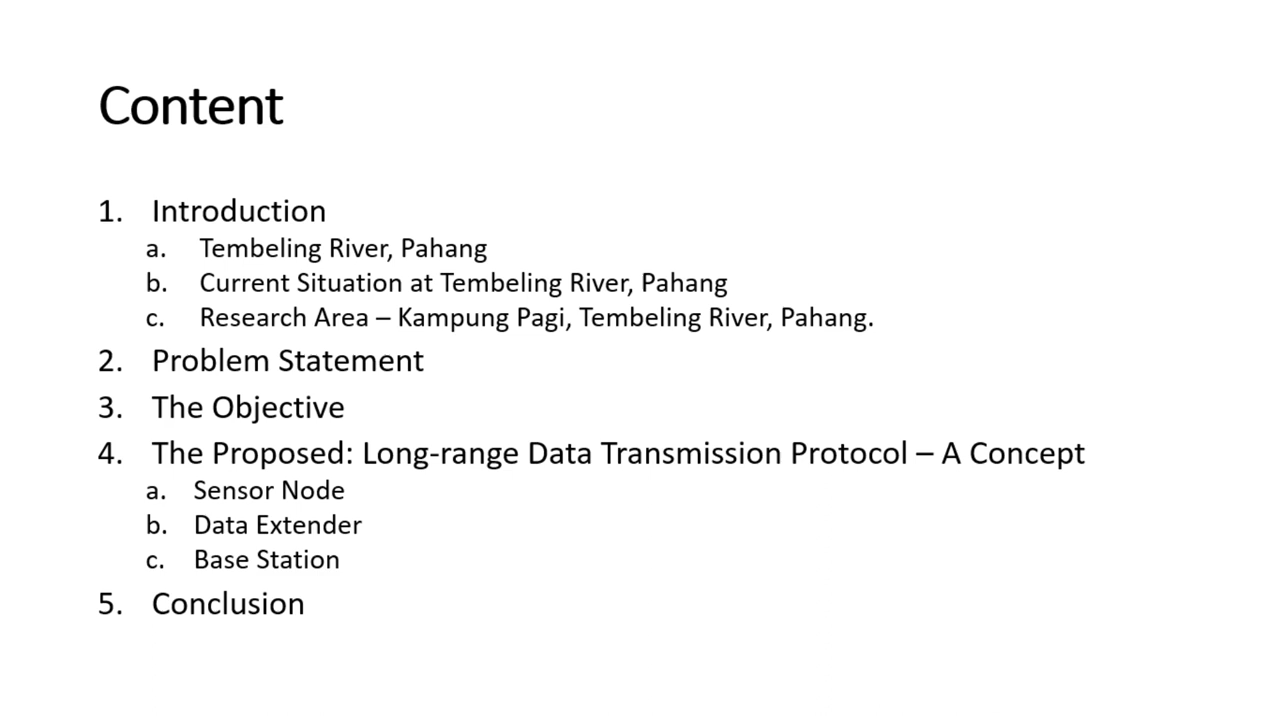 Content
1. Introduction
a. Tembeling River, Pahang
b. Current Situation at Tembeling River, Pahang
c. Research Area – Kampung Pagi, Tembeling River, Pahang.
2. Problem Statement
3. The Objective
4. The Proposed: Long-range Data Transmission Protocol – A Concept
a. Sensor Node
b. Data Extender
c. Base Station
5. Conclusion